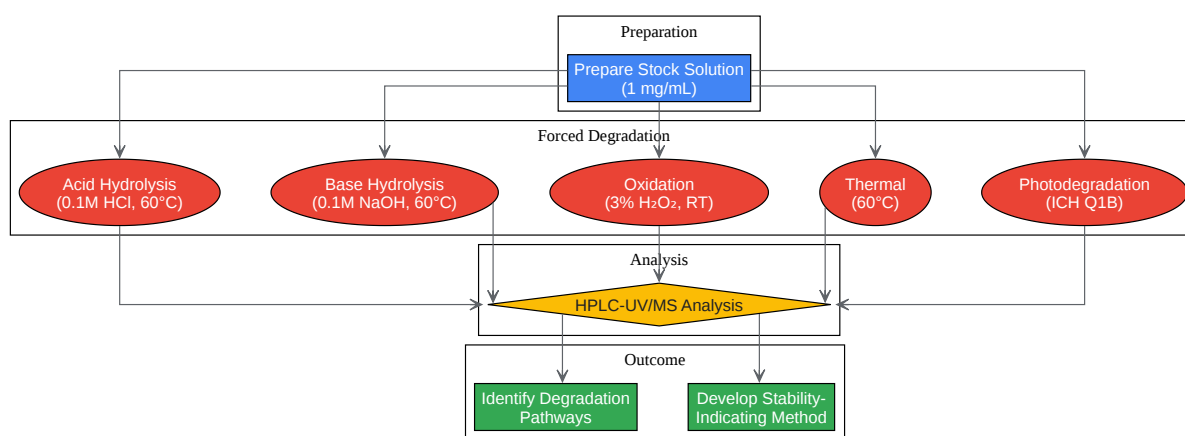 Preparation
Prepare Stock Solution
(1 mg/mL)
Forced Degradation
Acid Hydrolysis
(0.1M HCl, 60°C)
Base Hydrolysis
(0.1M NaOH, 60°C)
Oxidation
(3% H₂O₂, RT)
Thermal
(60°C)
Photodegradation
(ICH Q1B)
Analysis
HPLC-UV/MS Analysis
Outcome
Identify Degradation
Pathways
Develop Stability-
Indicating Method